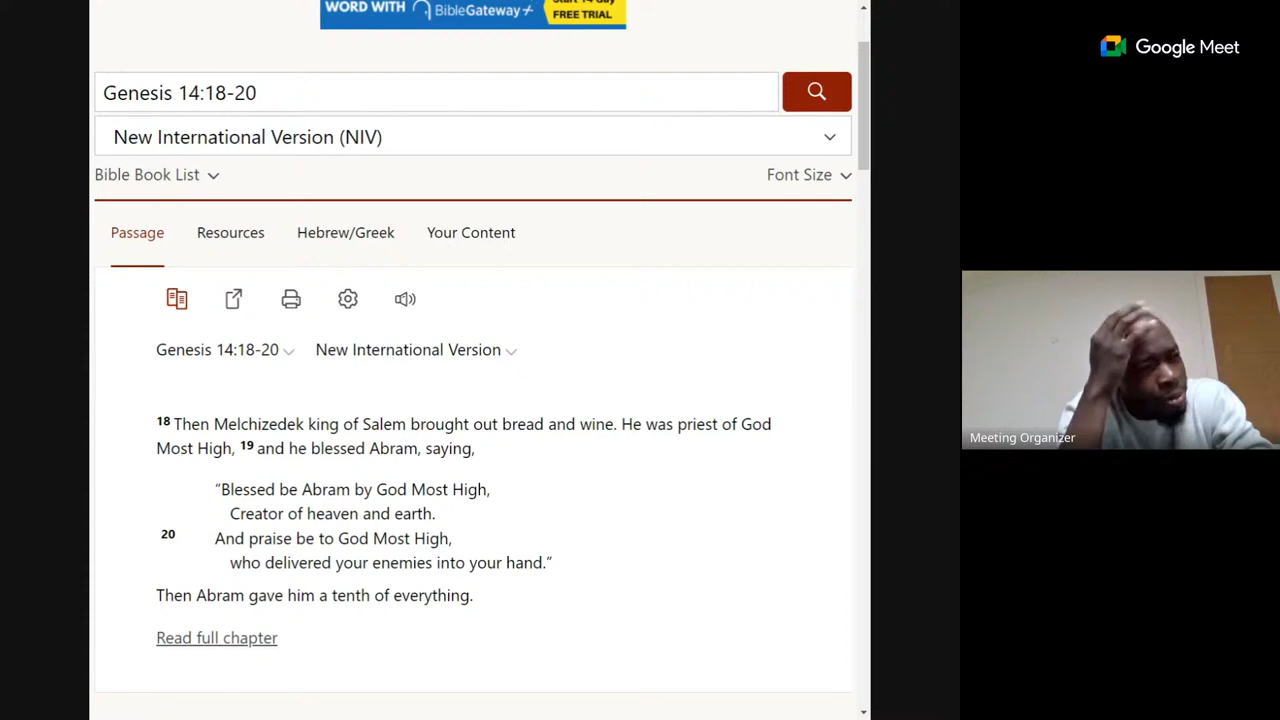 WORD WITH BibleGateway+ Start 14-day
FREE TRIAL
Google Meet
Genesis 14:18-20
New International Version (NIV)
Bible Book List Font Size
Passage Resources Hebrew/Greek Your Content
Genesis 14:18-20 New International Version
18 Then Melchizedek king of Salem brought out bread and wine. He was priest of God
Most High, 19 and he blessed Abram, saying,
“Blessed be Abram by God Most High,
Creator of heaven and earth.
20 And praise be to God Most High,
who delivered your enemies into your hand.”
Then Abram gave him a tenth of everything.
Read full chapter
Meeting Organizer